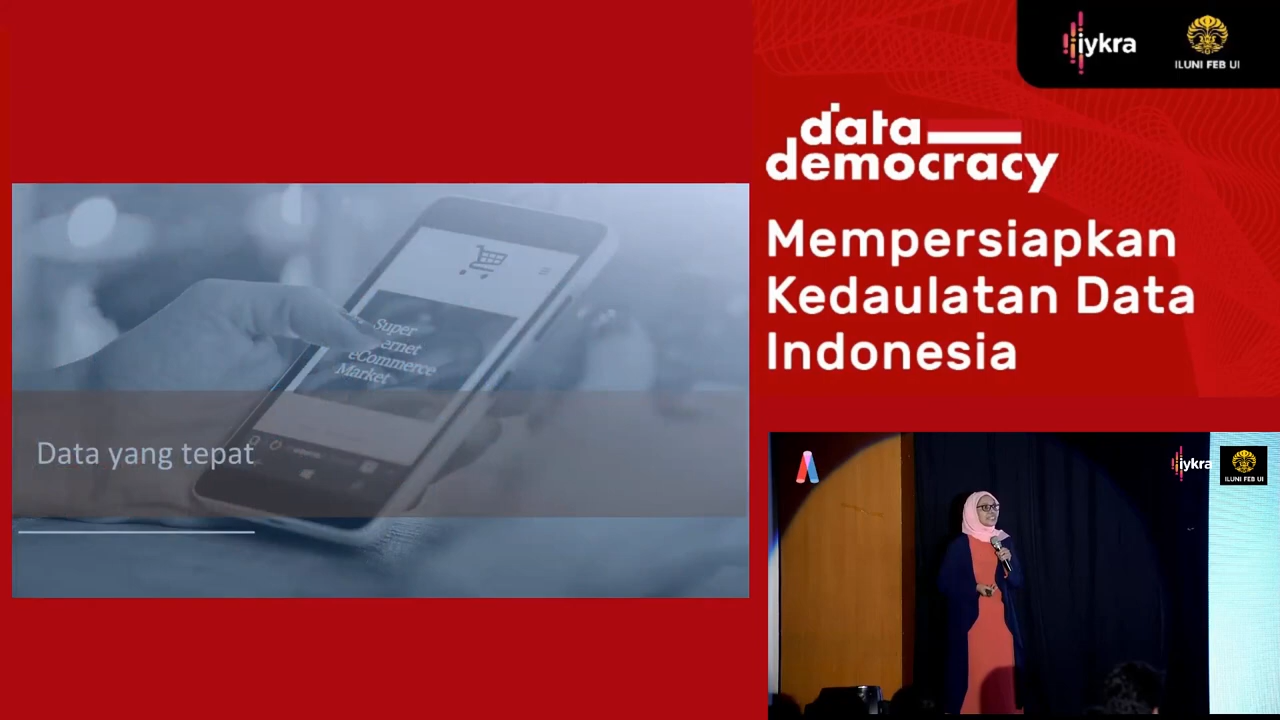 iykra
ILUNI FEB UI
data
democracy
Mempersiapkan
Kedaulatan Data
Indonesia
Super
ernet
eCommerce
Market
Data yang tepat
iykra
ILUNI FEB UI